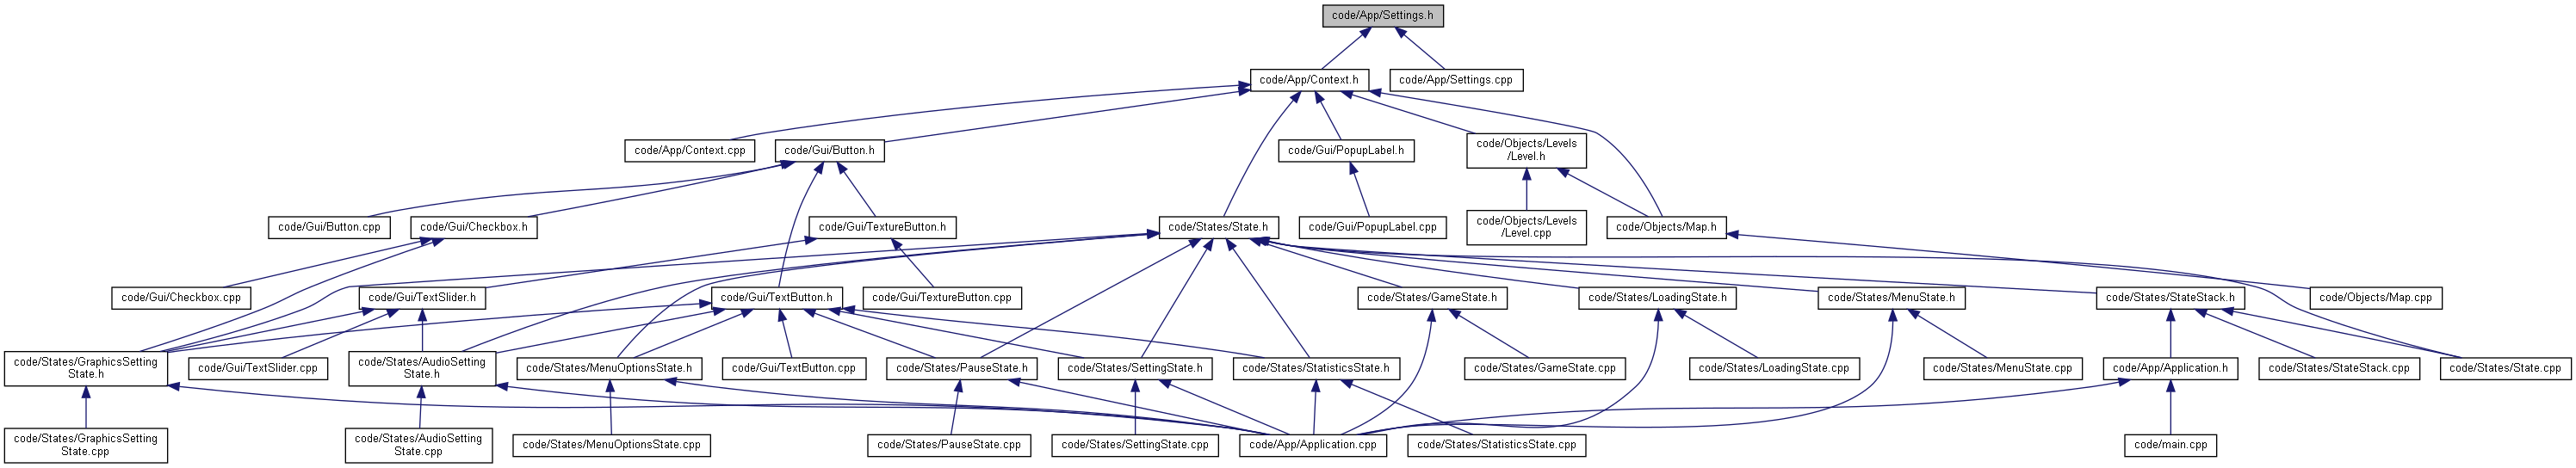 code/App/Settings.h
code/App/Context.h
code/App/Settings.cpp
code/App/Context.cpp
code/Gui/Button.h
code/Gui/PopupLabel.h
code/Objects/Levels
/Level.h
code/Gui/Button.cpp
code/Gui/Checkbox.h
code/Gui/TextureButton.h
code/States/State.h
code/Gui/PopupLabel.cpp
code/Objects/Levels
/Level.cpp
code/Objects/Map.h
code/Gui/Checkbox.cpp
code/Gui/TextSlider.h
code/Gui/TextButton.h
code/Gui/TextureButton.cpp
code/States/GameState.h
code/States/LoadingState.h
code/States/MenuState.h
code/States/StateStack.h
code/Objects/Map.cpp
code/States/GraphicsSetting
State.h
code/Gui/TextSlider.cpp
code/States/AudioSetting
State.h
code/States/MenuOptionsState.h
code/Gui/TextButton.cpp
code/States/PauseState.h
code/States/SettingState.h
code/States/StatisticsState.h
code/States/GameState.cpp
code/States/LoadingState.cpp
code/States/MenuState.cpp
code/App/Application.h
code/States/StateStack.cpp
code/States/State.cpp
code/States/GraphicsSetting
State.cpp
code/States/AudioSetting
State.cpp
code/States/MenuOptionsState.cpp
code/States/PauseState.cpp
code/States/SettingState.cpp
code/App/Application.cpp
code/States/StatisticsState.cpp
code/main.cpp